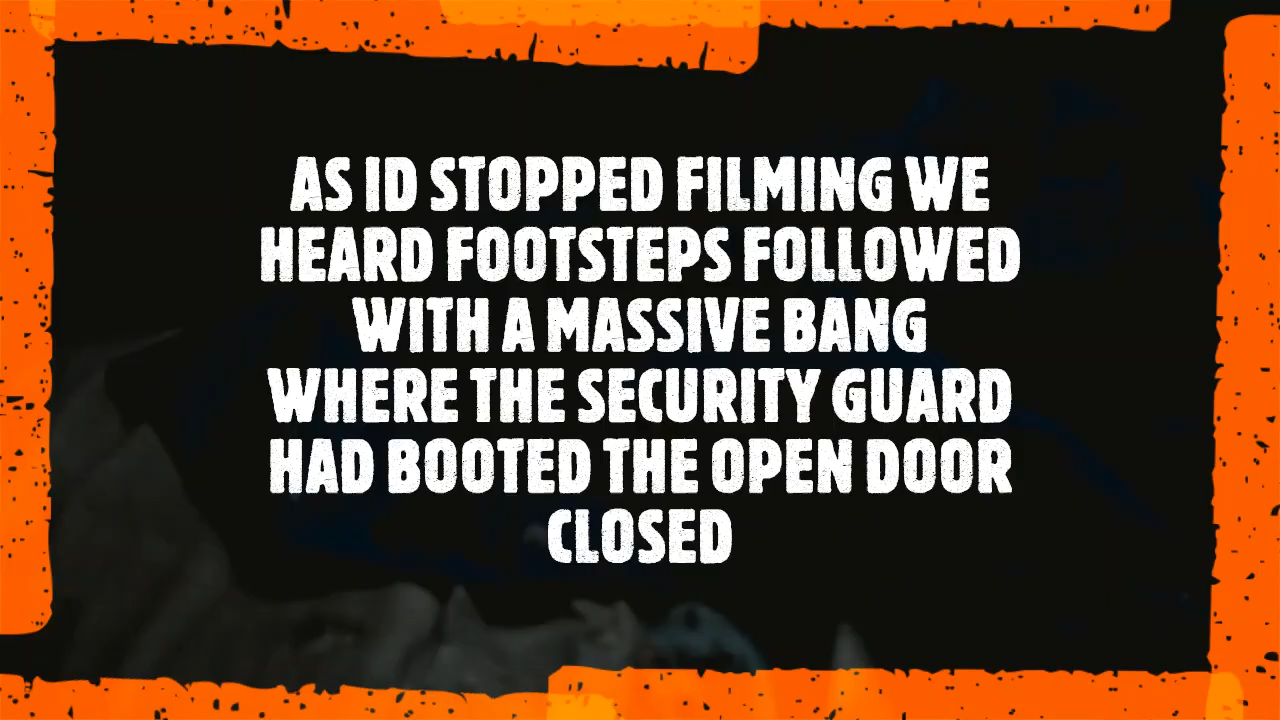 AS ID STOPPED FILMING WE
HEARD FOOTSTEPS FOLLOWED
WITH A MASSIVE BANG
WHERE THE SECURITY GUARD
HAD BOOTED THE OPEN DOOR
CLOSED